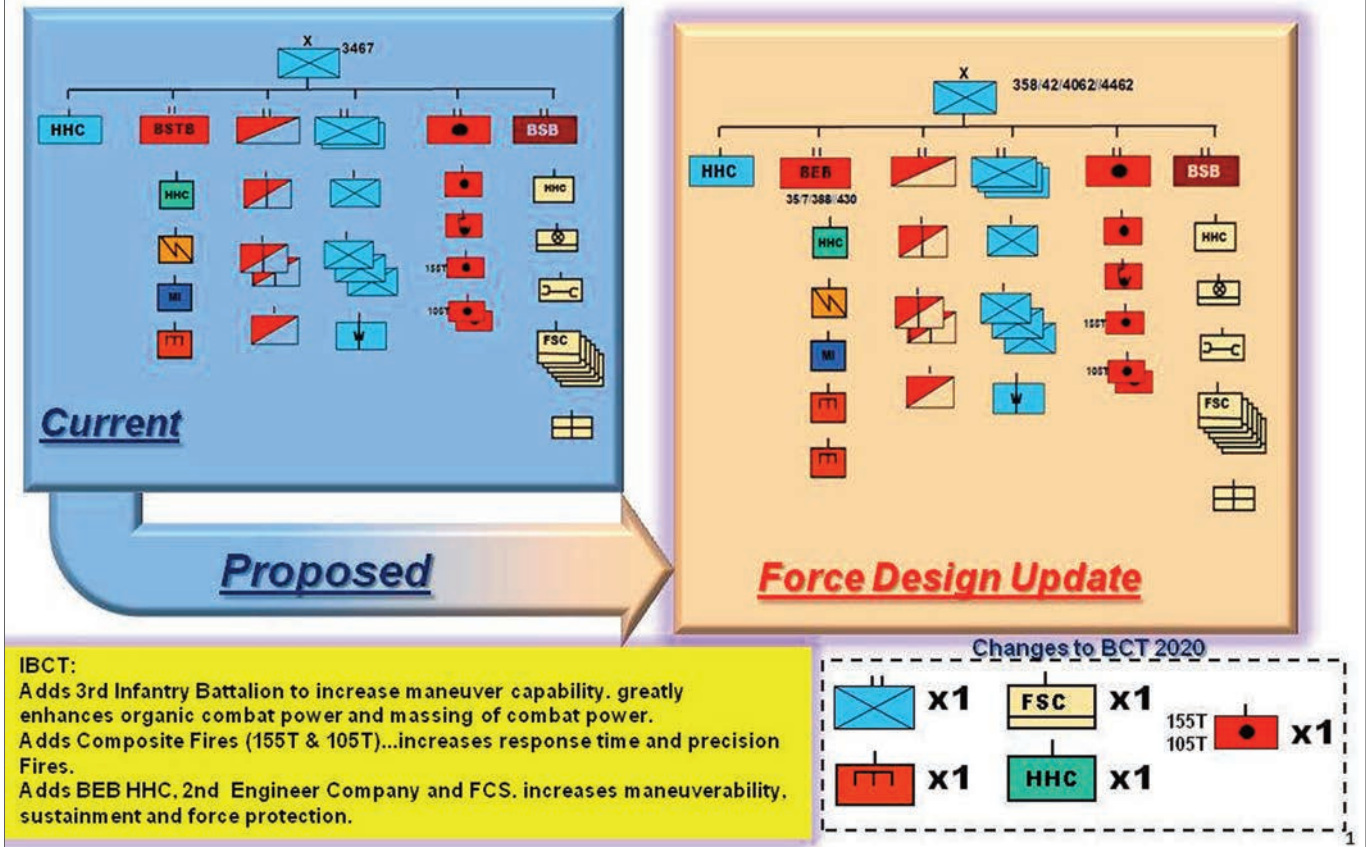 X
3467
HHC
BSTB
BSB
HHC
HHC
MI
155T
105T
FSC
Current
X
358/42/4062//4462
HHC
BEB
BSB
35/7/388//430
HHC
HHC
MI
155T
105T
FSC
Proposed
Force Design Update
IBCT:
Adds 3rd Infantry Battalion to increase maneuver capability. greatly
enhances organic combat power and massing of combat power.
Adds Composite Fires (155T & 105T)...increases response time and precision
Fires.
Adds BEB HHC, 2nd Engineer Company and FCS, increases maneuverability,
sustainment and force protection.
Changes to BCT 2020
x1
FSC
x1
155T
105T
x1
x1
HHC
x1
1